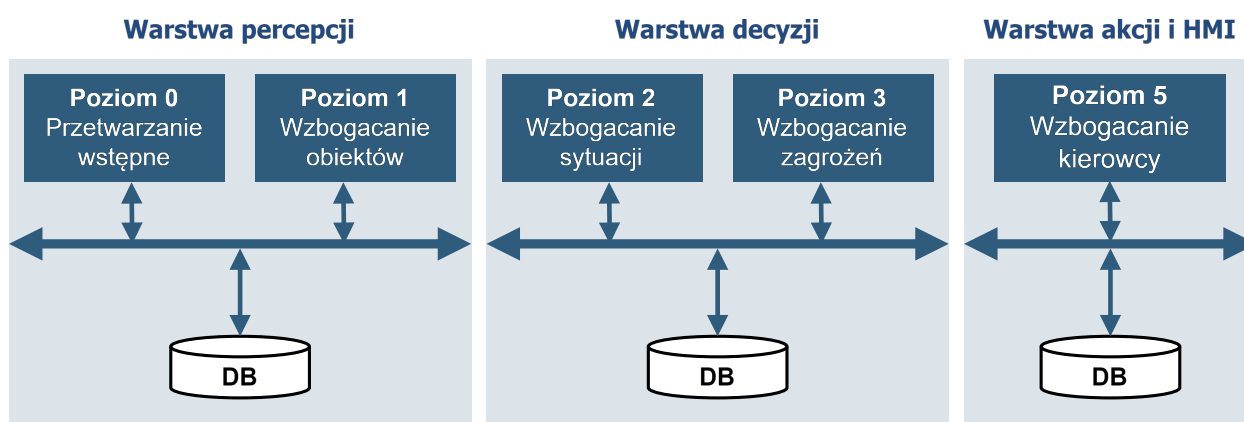 Warstwa percepcji
Warstwa decyzji
Warstwa akcji i HMI
Poziom 0
Przetwarzanie
wstępne
Poziom 1
Wzbogacanie
obiektów
Poziom 2
Wzbogacanie
sytuacji
Poziom 3
Wzbogacanie
zagrożeń
Poziom 5
Wzbogacanie
kierowcy
DB
DB
DB